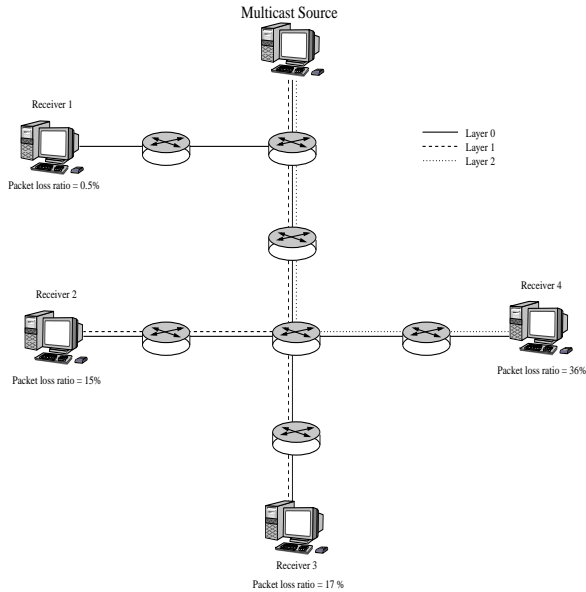 Multicast Source
Receiver 1
Packet loss ratio = 0.5%
Layer 0
Layer 1
Layer 2
Receiver 2
Packet loss ratio = 15%
Receiver 4
Packet loss ratio = 36%
Receiver 3
Packet loss ratio = 17 %